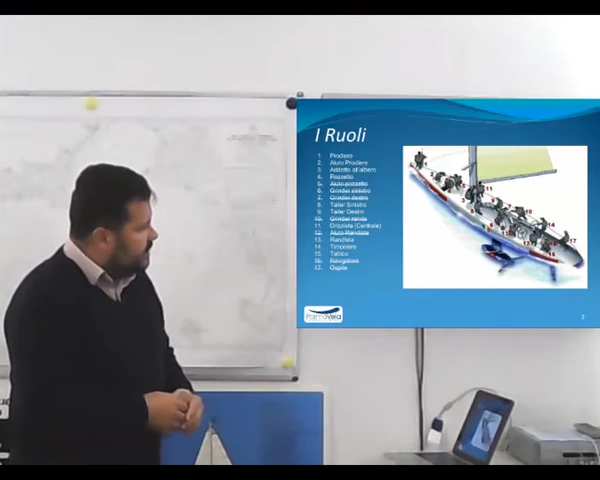 I Ruoli
1. Prodiere
2. Aiuto Prodiere
3. Addetto all'albero
4. Pozzetto
5. Aiuto pozzetto
6. Grinder sinistro
7. Grinder destro
8. Tailer Sinistro
9. Tailer Destro
10. Grinder randa
11. Drizzista (Centrale)
12. Aiuto Randista
13. Randista
14. Timoniere
15. Tattico
16. Navigatore
17. Ospite
ParmaVela